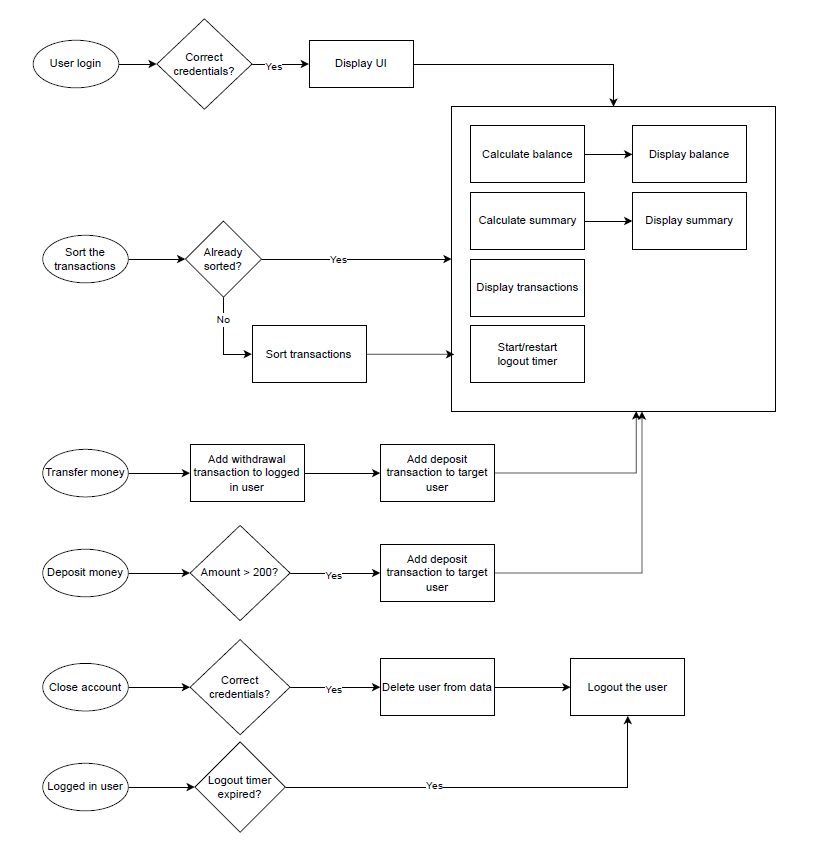 User login
Correct
credentials?
Yes
Display UI
Calculate balance
Display balance
Calculate summary
Display summary
Sort the
transactions
Already
sorted?
Yes
Display transactions
No
Sort transactions
Start/restart
logout timer
Transfer money
Add withdrawal
transaction to logged
in user
Add deposit
transaction to target
user
Deposit money
Amount > 200?
Yes
Add deposit
transaction to target
user
Close account
Correct
credentials?
Yes
Delete user from data
Logout the user
Logged in user
Logout timer
expired?
Yes